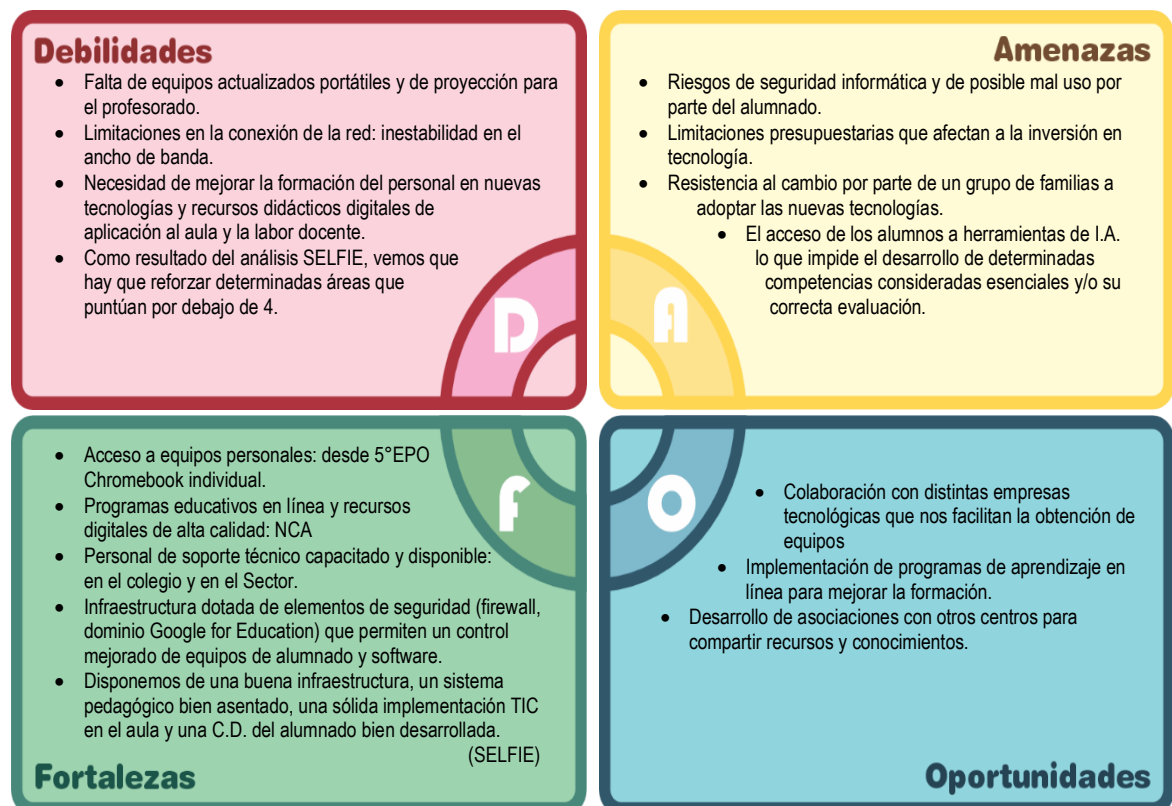 Debilidades
• Falta de equipos actualizados portátiles y de proyección para
el profesorado.
• Limitaciones en la conexión de la red: inestabilidad en el
ancho de banda.
• Necesidad de mejorar la formación del personal en nuevas
tecnologías y recursos didácticos digitales de
aplicación al aula y la labor docente.
• Como resultado del análisis SELFIE, vemos que
hay que reforzar determinadas áreas que
puntúan por debajo de 4.
D
Amenazas
• Riesgos de seguridad informática y de posible mal uso por
parte del alumnado.
• Limitaciones presupuestarias que afectan a la inversión en
tecnología.
• Resistencia al cambio por parte de un grupo de familias a
adoptar las nuevas tecnologías.
• El acceso de los alumnos a herramientas de I.A.
lo que impide el desarrollo de determinadas
competencias consideradas esenciales y/o su
correcta evaluación.
A
• Acceso a equipos personales: desde 5°EPO
Chromebook individual.
• Programas educativos en línea y recursos
digitales de alta calidad: NCA
• Personal de soporte técnico capacitado y disponible:
en el colegio y en el Sector.
• Infraestructura dotada de elementos de seguridad (firewall,
dominio Google for Education) que permiten un control
mejorado de equipos de alumnado y software.
• Disponemos de una buena infraestructura, un sistema
pedagógico bien asentado, una sólida implementación TIC
en el aula y una C.D. del alumnado bien desarrollada.
(SELFIE)
F
Fortalezas
O
• Colaboración con distintas empresas
tecnológicas que nos facilitan la obtención de
equipos
• Implementación de programas de aprendizaje en
línea para mejorar la formación.
• Desarrollo de asociaciones con otros centros para
compartir recursos y conocimientos.
Oportunidades